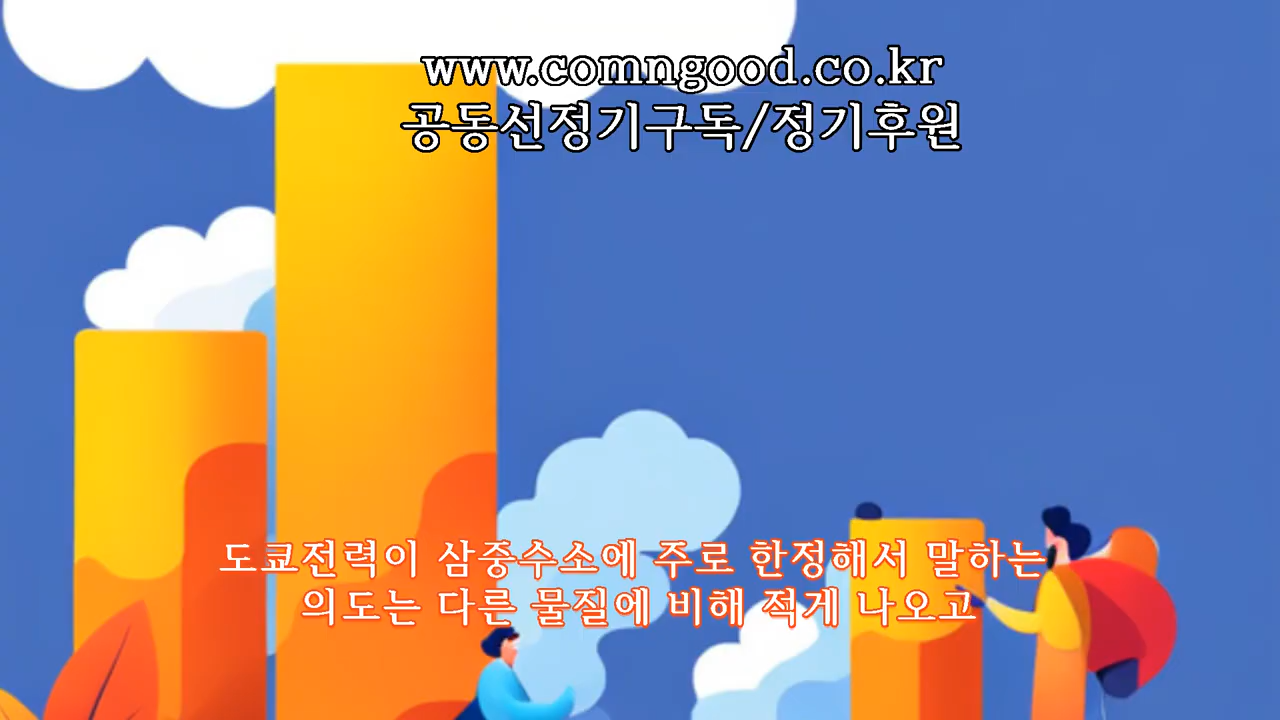 www.comngood.co.kr
공동선정기구독/정기후원
도쿄전력이 삼중수소에 주로 한정해서 말하는
의도는 다른 물질에 비해 적게 나오고